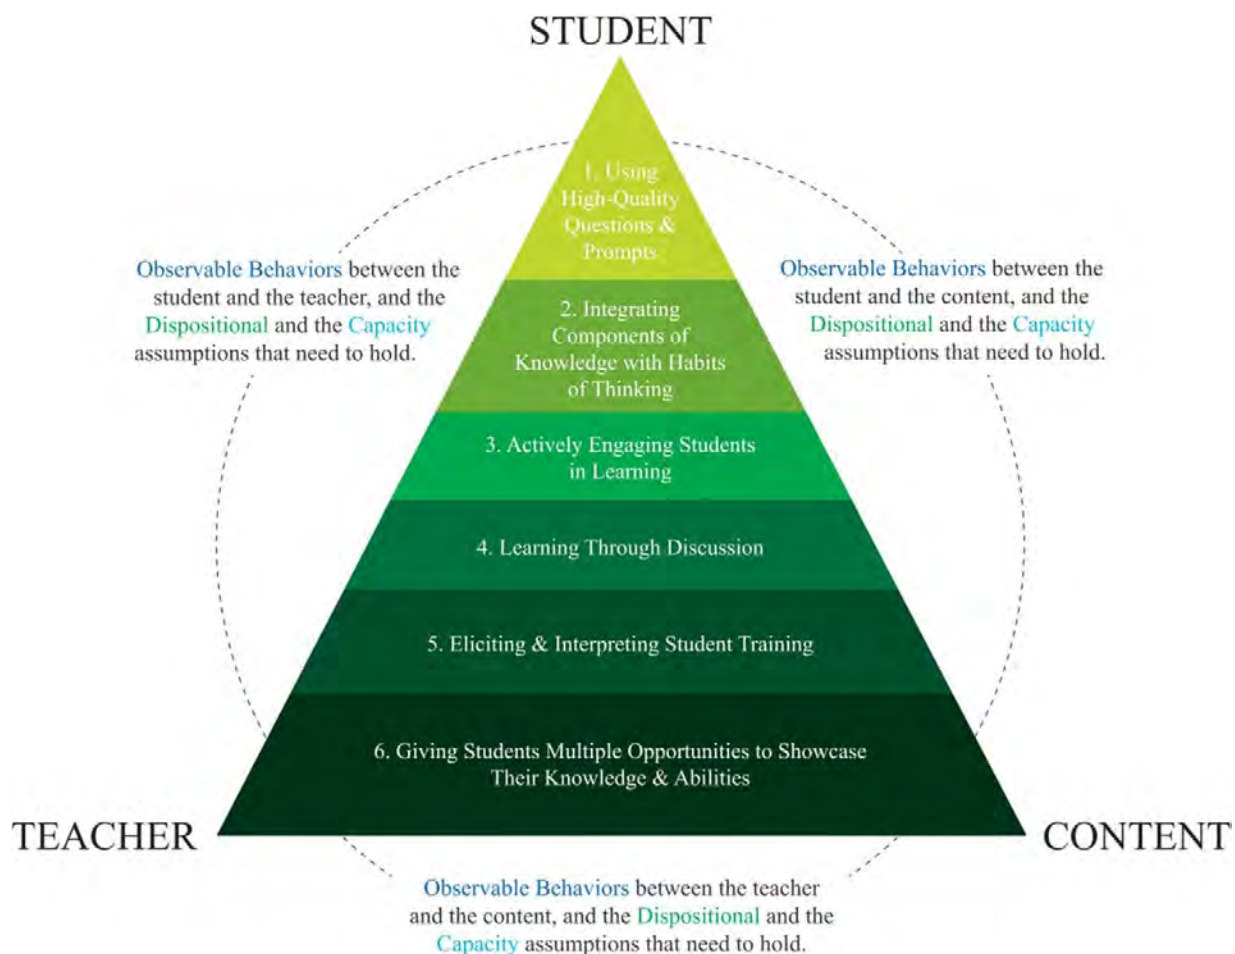 STUDENT
1. Using
High-Quality
Questions &
Prompts
Observable Behaviors between the
student and the teacher, and the
Dispositional and the Capacity
assumptions that need to hold.
Observable Behaviors between the
student and the content, and the
Dispositional and the Capacity
assumptions that need to hold.
2. Integrating
Components of
Knowledge with Habits
of Thinking
3. Actively Engaging Students
in Learning
4. Learning Through Discussion
5. Eliciting & Interpreting Student Training
6. Giving Students Multiple Opportunities to Showcase
Their Knowledge & Abilities
TEACHER
CONTENT
Observable Behaviors between the teacher
and the content, and the Dispositional and the
Capacity assumptions that need to hold.